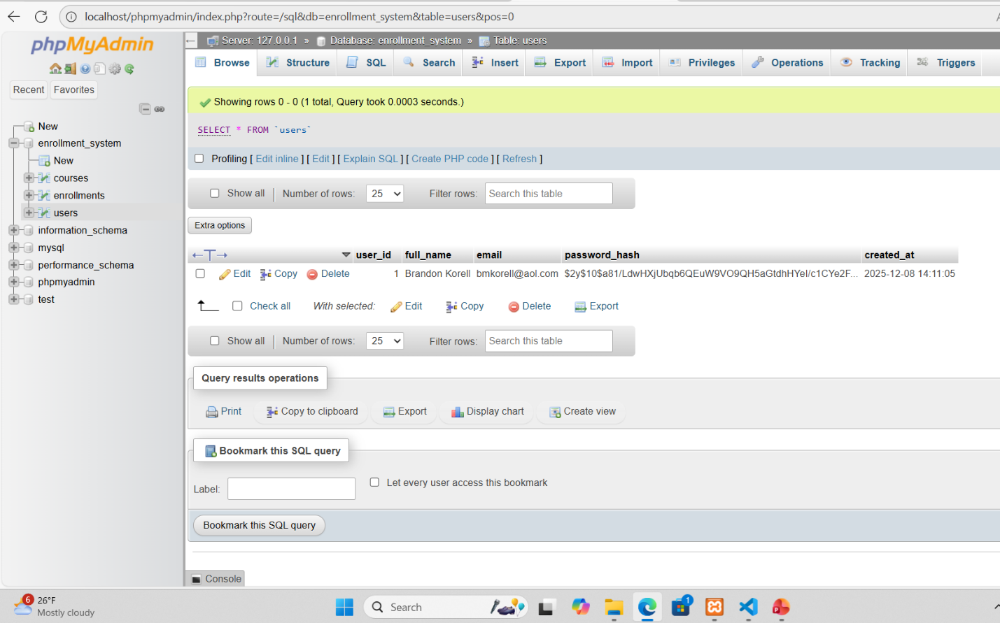 localhost/phpmyadmin/index.php?route=/sql&db=enrollment_system&table=users&pos=0
phpMyAdmin
Recent Favorites
New
enrollment_system
New
courses
enrollments
users
information_schema
mysql
performance_schema
phpmyadmin
test
Server: 127.0.0.1 » Database: enrollment_system » Table: users
Browse Structure SQL Search Insert Export Import Privileges Operations Tracking Triggers
Showing rows 0 - 0 (1 total, Query took 0.0003 seconds.)
SELECT * FROM `users`
Profiling [ Edit inline ] [ Edit ] [ Explain SQL ] [ Create PHP code ] [ Refresh ]
Show all | Number of rows: 25 Filter rows: Search this table
Extra options
←T→ user_id full_name email password_hash created_at
Edit Copy Delete 1 Brandon Korell bmkorell@aol.com $2y$10$a81/LdwHXjUbqb6QEuW9VO9QH5aGtdhHYeI/c1CYe2F... 2025-12-08 14:11:05
Check all With selected: Edit Copy Delete Export
Show all | Number of rows: 25 Filter rows: Search this table
Query results operations
Print Copy to clipboard Export Display chart Create view
Bookmark this SQL query
Label: Let every user access this bookmark
Bookmark this SQL query
Console
6 26°F
Mostly cloudy
Search
1